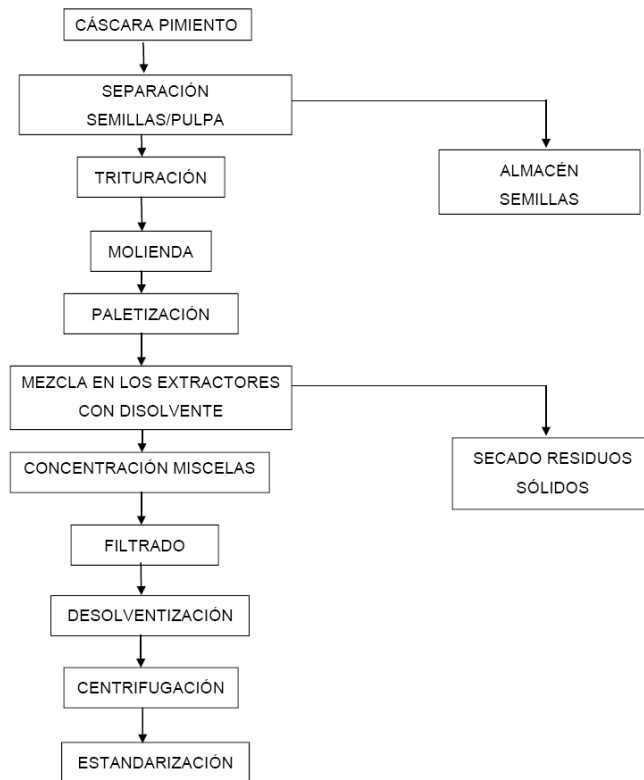 CÁSCARA PIMIENTO
SEPARACIÓN
SEMILLAS/PULPA
ALMACÉN
SEMILLAS
TRITURACIÓN
MOLIENDA
PALETIZACIÓN
MEZCLA EN LOS EXTRACTORES
CON DISOLVENTE
SECADO RESIDUOS
SÓLIDOS
CONCENTRACIÓN MISCELAS
FILTRADO
DESOLVENTIZACIÓN
CENTRIFUGACIÓN
ESTANDARIZACIÓN